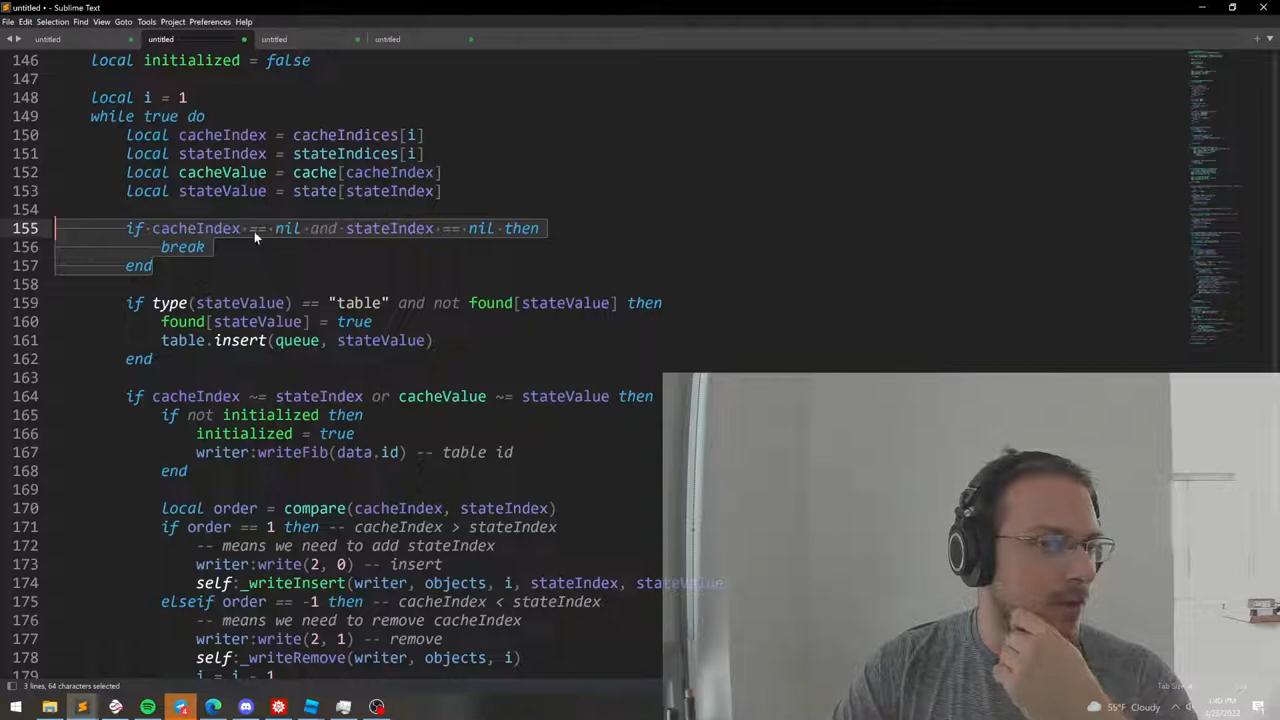 untitled • - Sublime Text
File Edit Selection Find View Goto Tools Project Preferences Help
untitled untitled untitled untitled
146 local initialized = false
147
148 local i = 1
149 while true do
150 local cacheIndex = cacheIndices[i]
151 local stateIndex = stateIndices[i]
152 local cacheValue = cache[cacheIndex]
153 local stateValue = state[stateIndex]
154
155 if cacheIndex == nil and stateIndex == nil then
156 break
157 end
158
159 if type(stateValue) == "table" and not found[stateValue] then
160 found[stateValue] = true
161 table.insert(queue, stateValue)
162 end
163
164 if cacheIndex ~= stateIndex or cacheValue ~= stateValue then
165 if not initialized then
166 initialized = true
167 writer:writeFib(data.id) -- table id
168 end
169
170 local order = compare(cacheIndex, stateIndex)
171 if order == 1 then -- cacheIndex > stateIndex
172 -- means we need to add stateIndex
173 writer:write(2, 0) -- insert
174 self:_writeInsert(writer, objects, i, stateIndex, stateValue
175 elseif order == -1 then -- cacheIndex < stateIndex
176 -- means we need to remove cacheIndex
177 writer:write(2, 1) -- remove
178 self:_writeRemove(writer, objects, i)
179 i = i - 1
3 lines, 64 characters selected
Tab Size: 4
55°F Cloudy